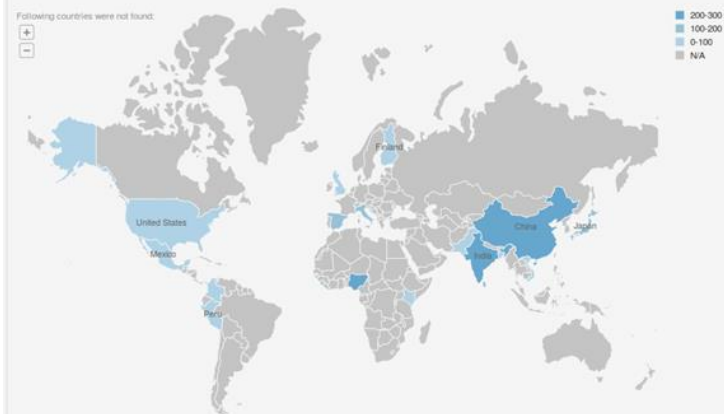 Following countries were not found:
+
−
200-300
100-200
0-100
N/A
Finland
United States
China
Japan
Mexico
India
Peru